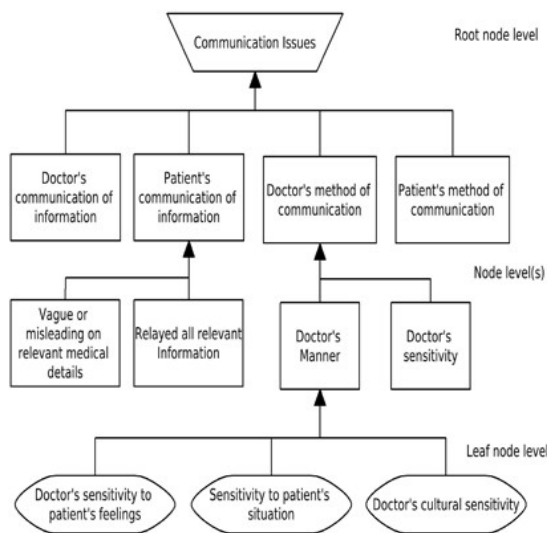 Communication Issues
Root node level
Doctor's
communication of
information
Patient's
communication of
information
Doctor's method of
communication
Patient's method of
communication
Node level(s)
Vague or
misleading on
relevant medical
details
Relayed all relevant
Information
Doctor's
Manner
Doctor's
sensitivity
Leaf node level
Doctor's sensitivity to
patient's feelings
Sensitivity to patient's
situation
Doctor's cultural sensitivity